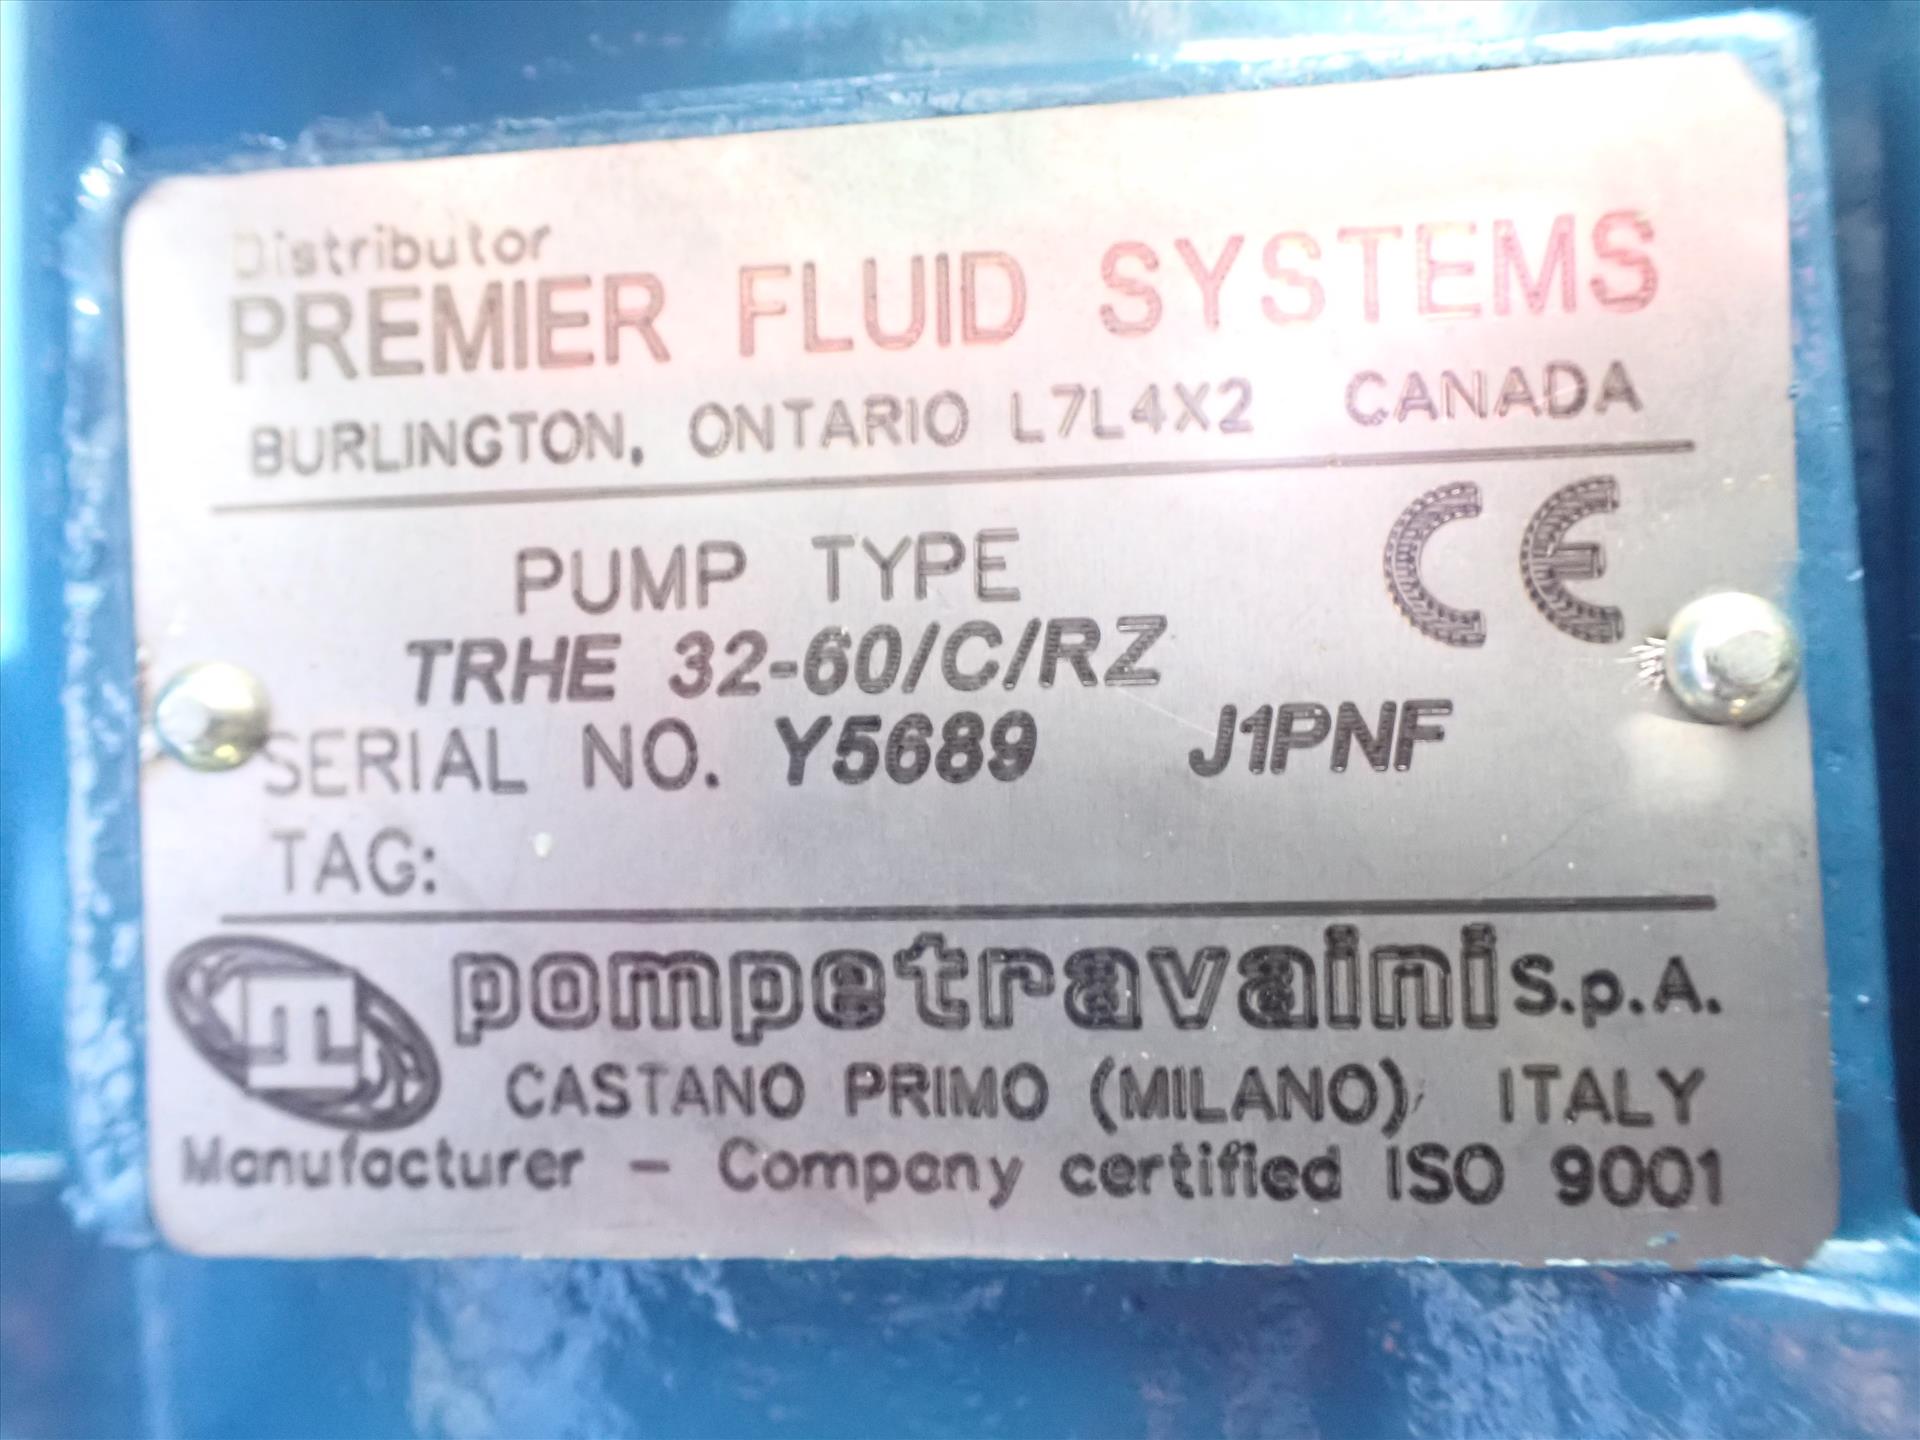 Distributor
PREMIER FLUID SYSTEMS
BURLINGTON, ONTARIO L7L4X2 CANADA
PUMP TYPE CE
TRHE 32-60/C/RZ
SERIAL NO. Y5689 J1PNF
TAG:
pompetravaini S.p.A.
CASTANO PRIMO (MILANO) ITALY
Manufacturer - Company certified ISO 9001